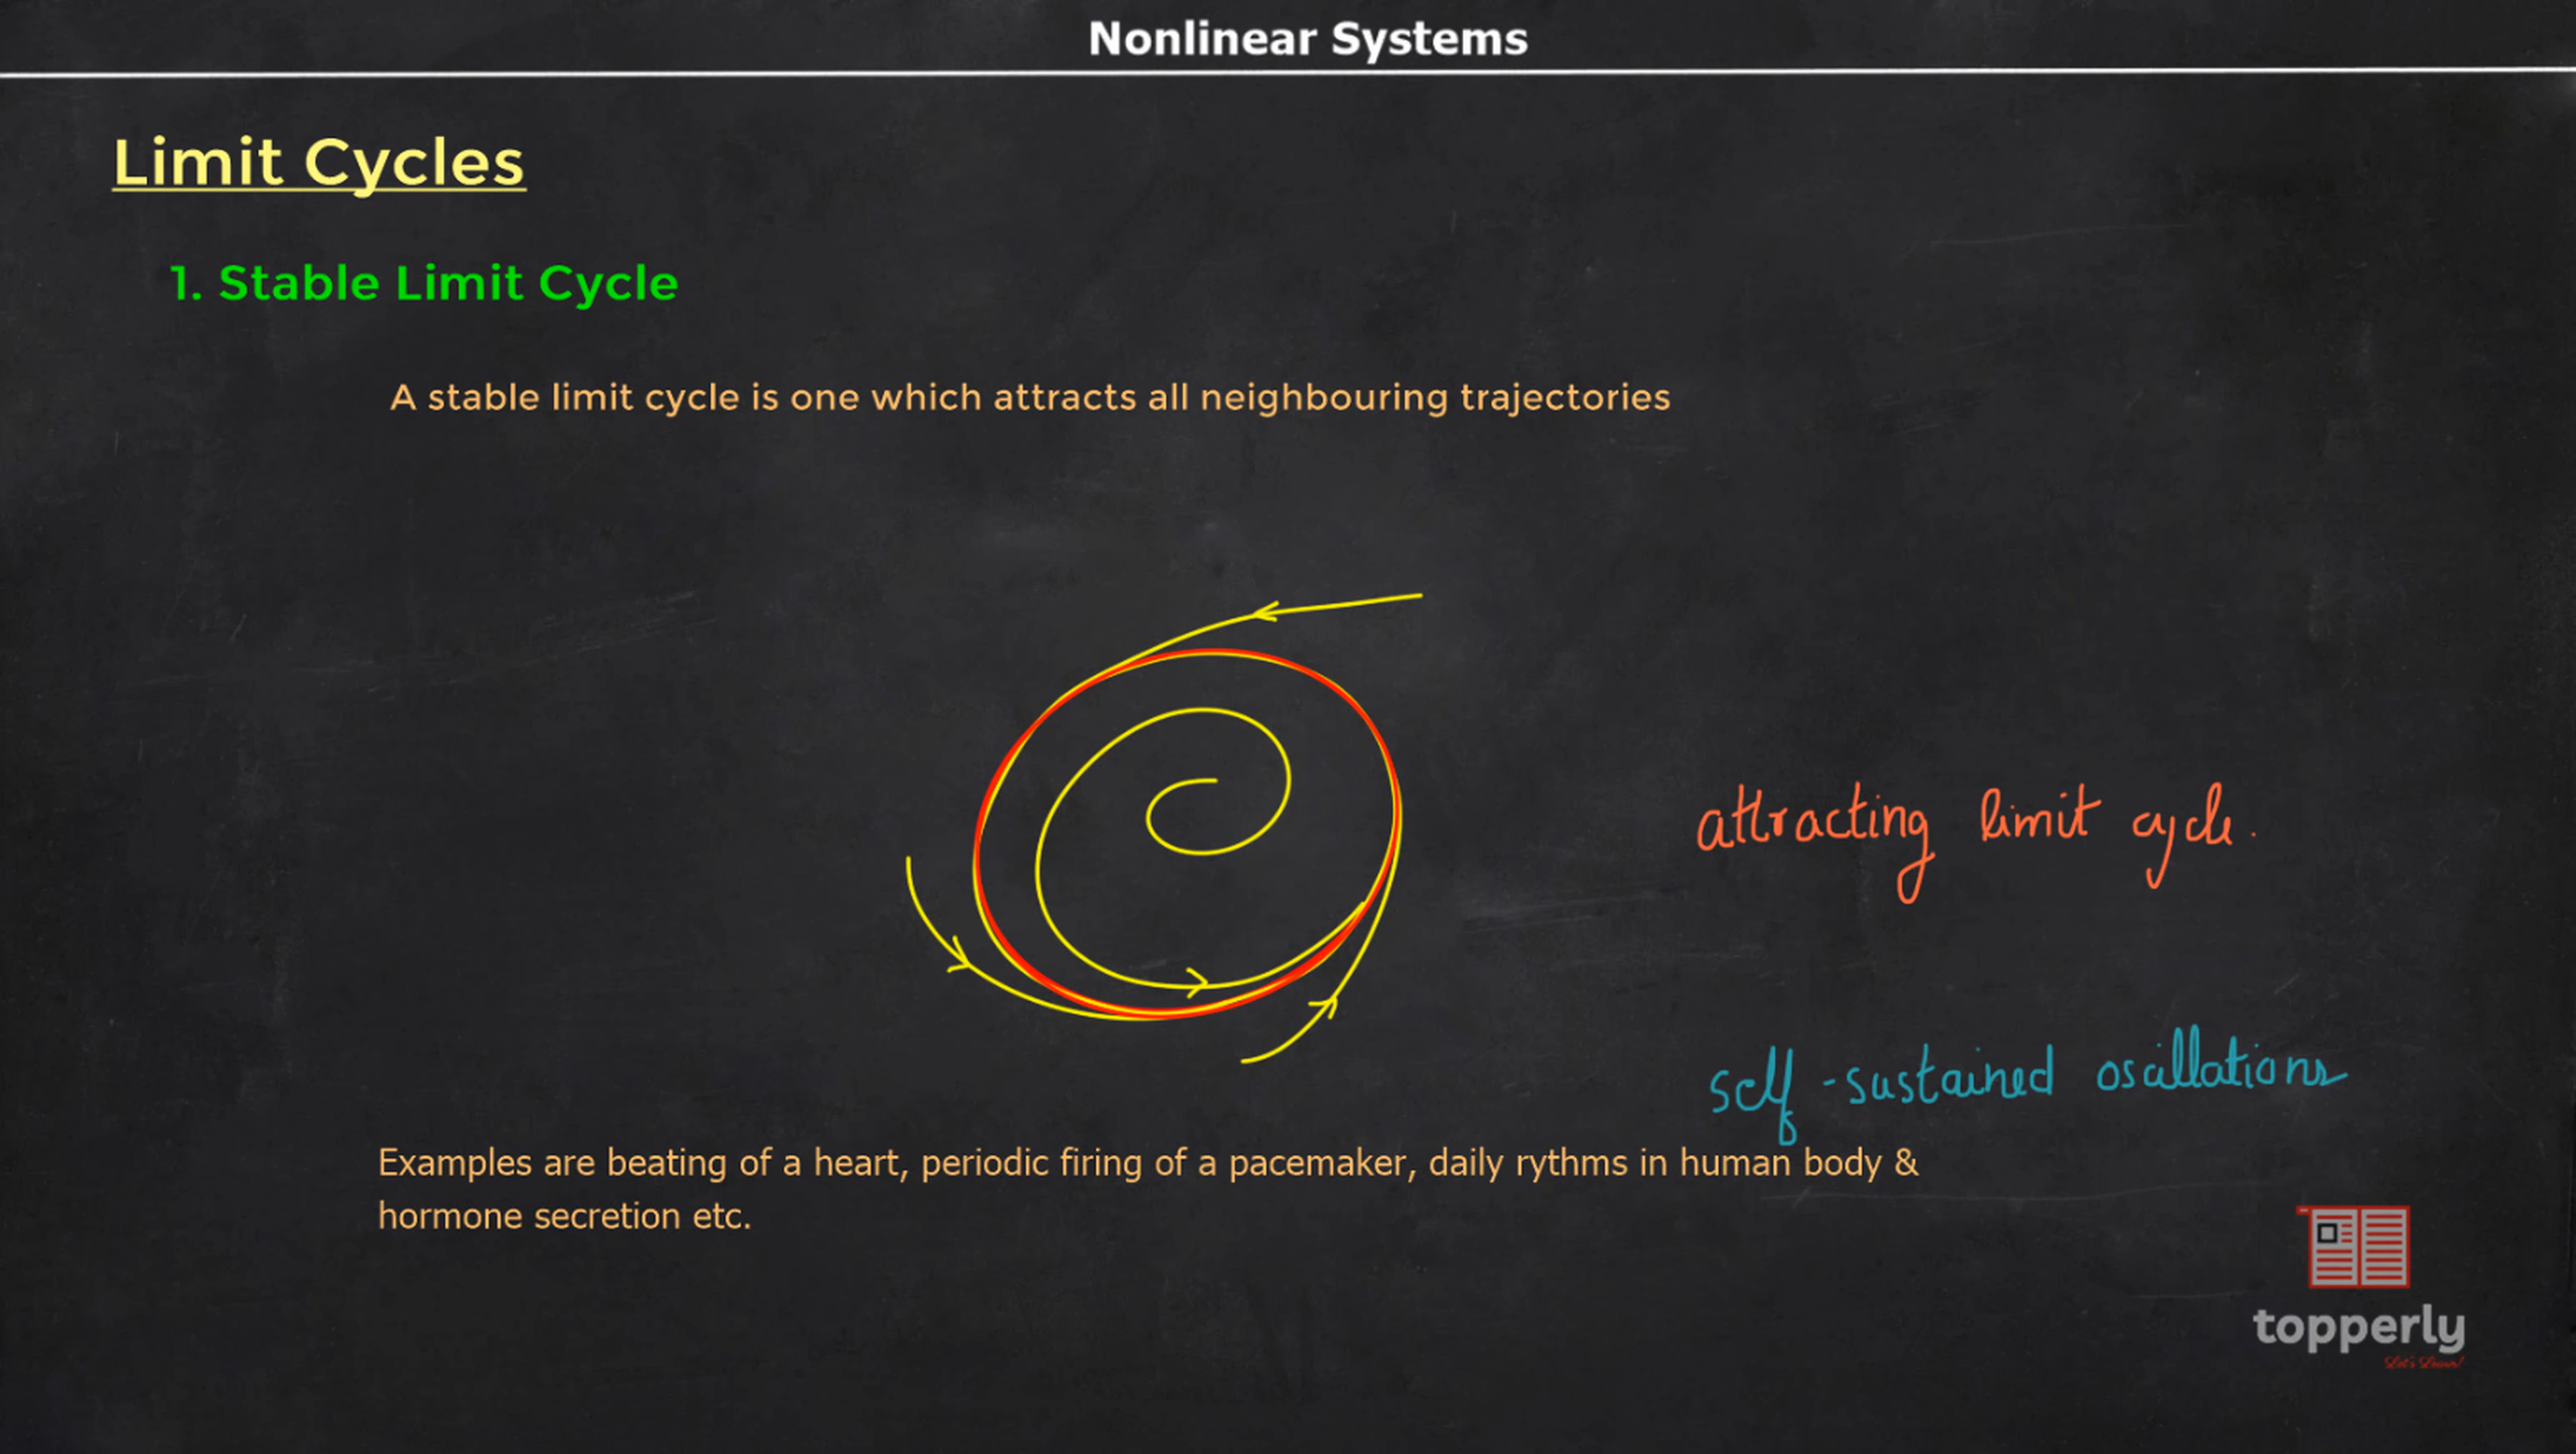 Nonlinear Systems
Limit Cycles
1. Stable Limit Cycle
A stable limit cycle is one which attracts all neighbouring trajectories
attracting limit cycle.
self-sustained oscillations
Examples are beating of a heart, periodic firing of a pacemaker, daily rythms in human body &
hormone secretion etc.
topperly
Let's Learn!